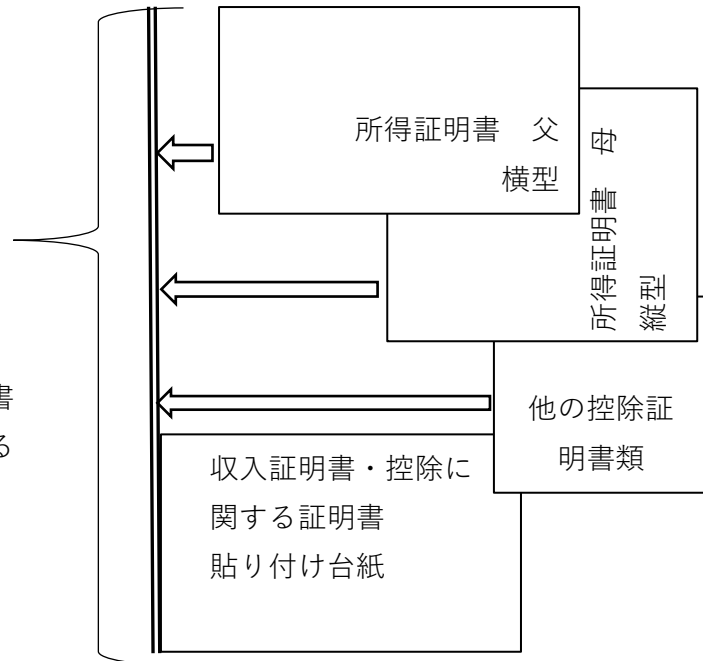 所得証明書　父
横型
所得証明書　母
縦型
他の控除証
明書類
書
る
収入証明書・控除に
関する証明書
貼り付け台紙